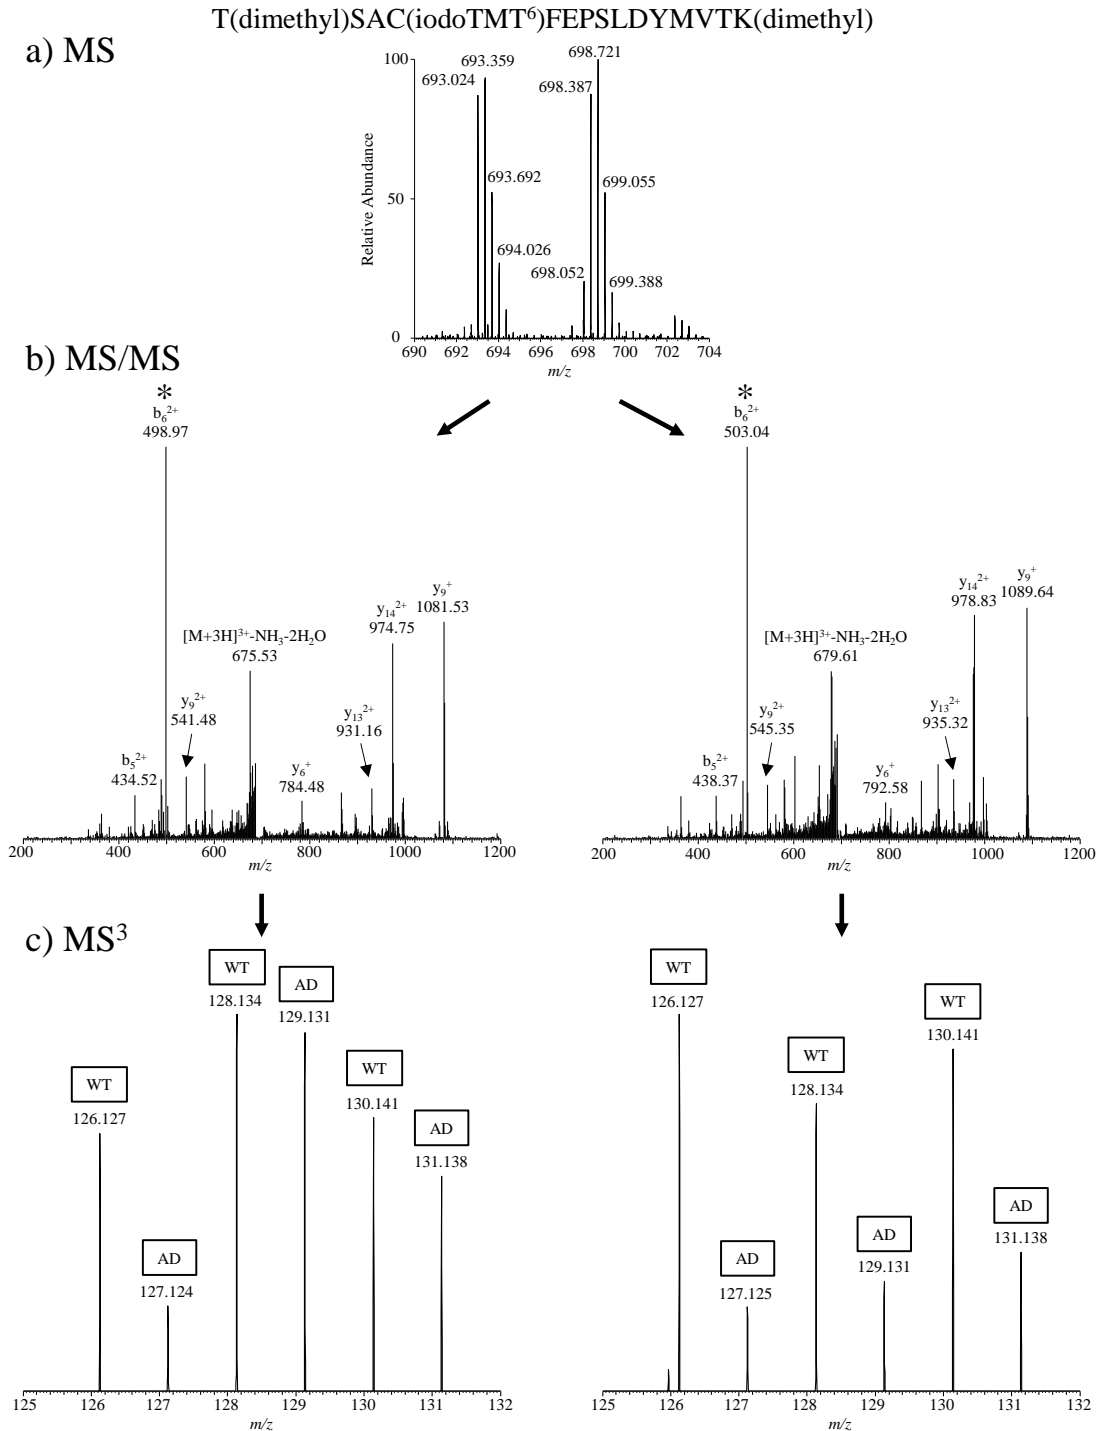 T(dimethyl)SAC(iodoTMT⁶)FEPSLDYMVTK(dimethyl)
a) MS
Relative Abundance
100
50
0
693.024
693.359
693.692
694.026
698.052
698.387
698.721
699.055
699.388
690 692 694 696 698 700 702 704
m/z
b) MS/MS
*
b₆²⁺
498.97
b₅²⁺
434.52
y₉²⁺
541.48
[M+3H]³⁺-NH₃-2H₂O
675.53
y₆⁺
784.48
y₁₃²⁺
931.16
y₁₄²⁺
974.75
y₉⁺
1081.53
200 400 600 800 1000 1200
m/z
*
b₆²⁺
503.04
b₅²⁺
438.37
y₉²⁺
545.35
[M+3H]³⁺-NH₃-2H₂O
679.61
y₆⁺
792.58
y₁₃²⁺
935.32
y₁₄²⁺
978.83
y₉⁺
1089.64
200 400 600 800 1000 1200
m/z
c) MS³
WT
126.127
AD
127.124
WT
128.134
AD
129.131
WT
130.141
AD
131.138
125 126 127 128 129 130 131 132
m/z
WT
126.127
AD
127.125
WT
128.134
AD
129.131
WT
130.141
AD
131.138
125 126 127 128 129 130 131 132
m/z